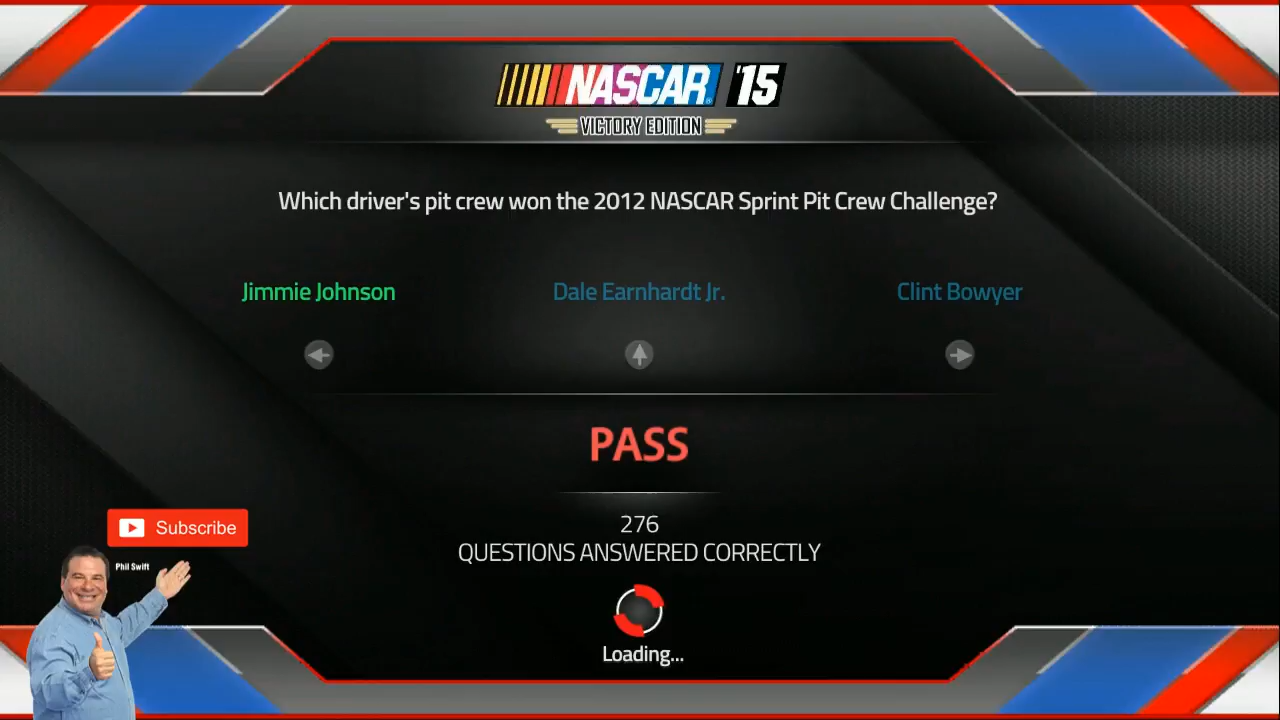 NASCAR '15
VICTORY EDITION
Which driver's pit crew won the 2012 NASCAR Sprint Pit Crew Challenge?
Jimmie Johnson
Dale Earnhardt Jr.
Clint Bowyer
PASS
276
QUESTIONS ANSWERED CORRECTLY
Loading...
Subscribe
Phil Swift